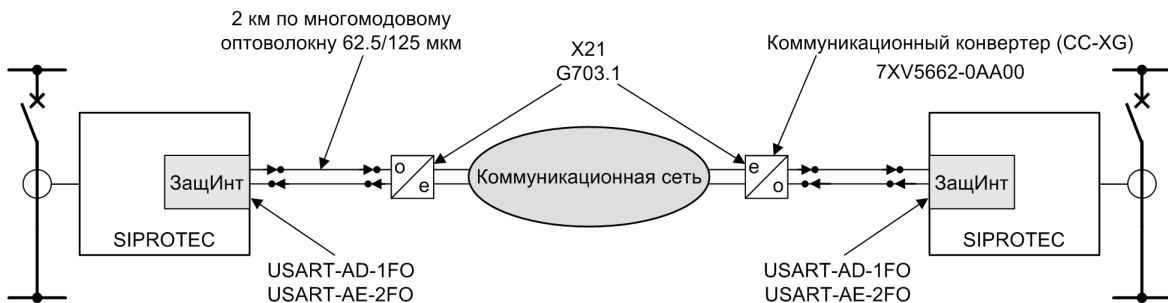 2 км по многомодовому
оптоволокну 62.5/125 мкм
X21
G703.1
Коммуникационный конвертер (CC-XG)
7XV5662-0AA00
ЗащИнт
SIPROTEC
o
e
Коммуникационная сеть
e
o
ЗащИнт
SIPROTEC
USART-AD-1FO
USART-AE-2FO
USART-AD-1FO
USART-AE-2FO